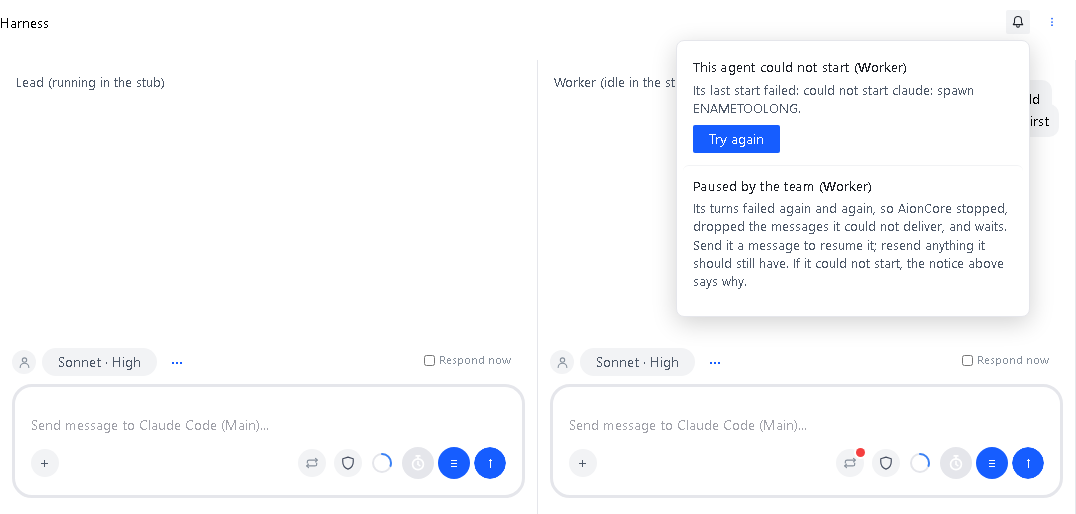 Harness
Lead (running in the stub)
Worker (idle in the st
This agent could not start (Worker)
Its last start failed: could not start claude: spawn
ENAMETOOLONG.
Try again
Paused by the team (Worker)
Its turns failed again and again, so AionCore stopped,
dropped the messages it could not deliver, and waits.
Send it a message to resume it; resend anything it
should still have. If it could not start, the notice above
says why.
Sonnet · High
Respond now
Send message to Claude Code (Main)...
Sonnet · High
Respond now
Send message to Claude Code (Main)...